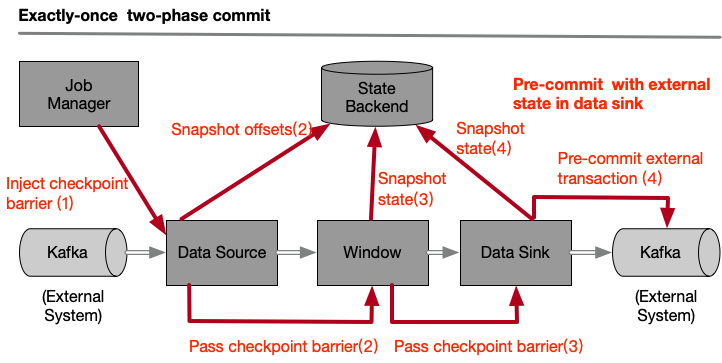 Exactly-once two-phase commit
Job
Manager
State
Backend
Pre-commit with external
state in data sink
Snapshot offsets(2)
Snapshot
state(4)
Pre-commit external
transaction (4)
Inject checkpoint
barrier (1)
Snapshot
state(3)
Kafka
Data Source
Window
Data Sink
Kafka
(External
System)
(External
System)
Pass checkpoint barrier(2)
Pass checkpoint barrier(3)